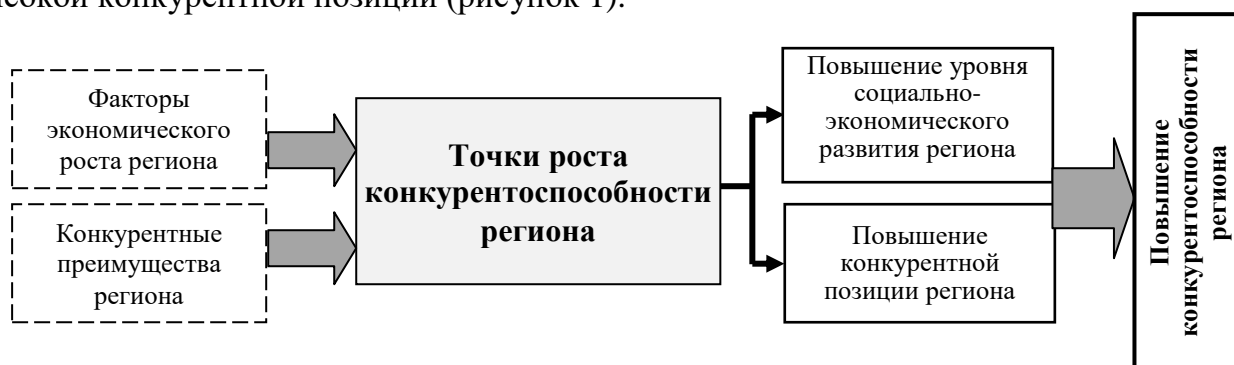 сокой конкурентной позиции (рисунок 1).
Факторы
экономического
роста региона
Конкурентные
преимущества
региона
Точки роста
конкурентоспособности
региона
Повышение уровня
социально-
экономического
развития региона
Повышение
конкурентной
позиции региона
Повышение
конкурентоспособности
региона